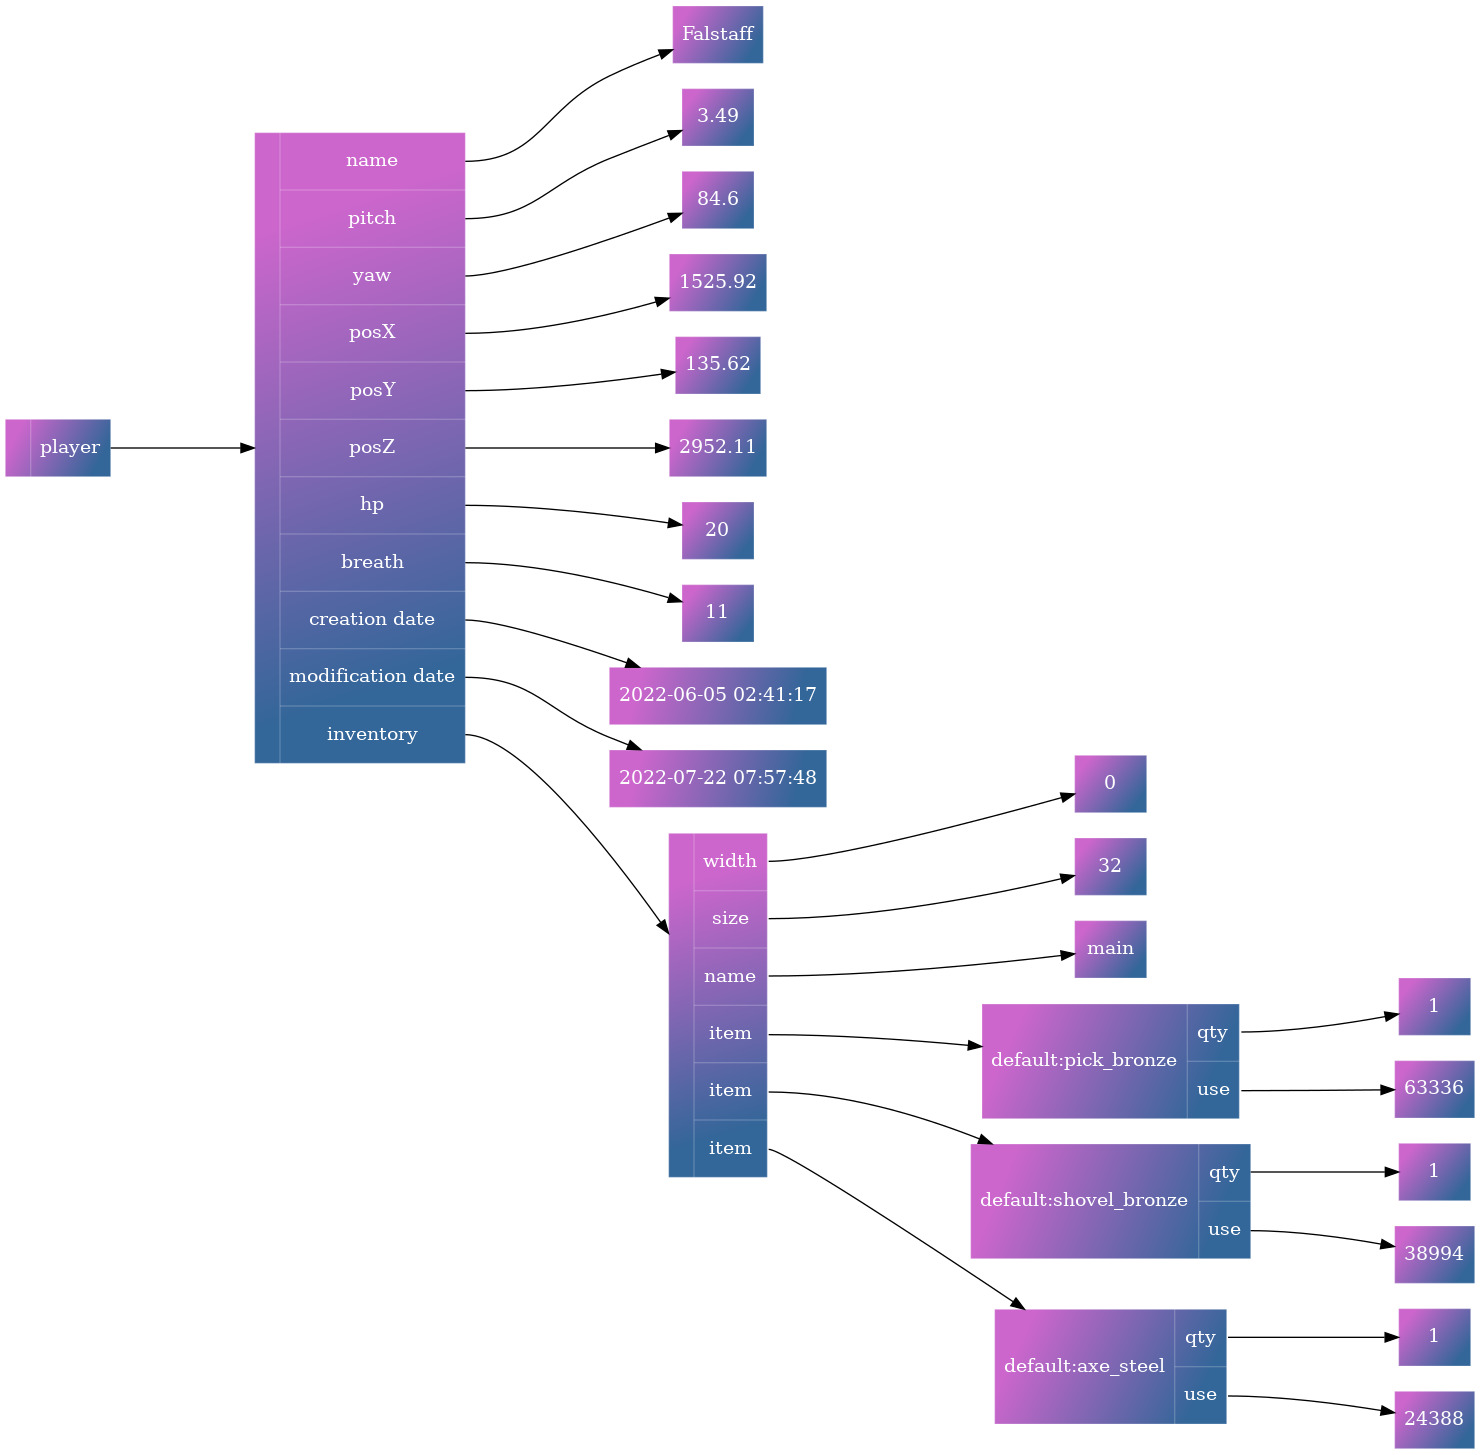 player
name
pitch
yaw
posX
posY
posZ
hp
breath
creation date
modification date
inventory
Falstaff
3.49
84.6
1525.92
135.62
2952.11
20
11
2022-06-05 02:41:17
2022-07-22 07:57:48
width
size
name
item
item
item
0
32
main
default:pick_bronze
qty
use
1
63336
default:shovel_bronze
qty
use
1
38994
default:axe_steel
qty
use
1
24388